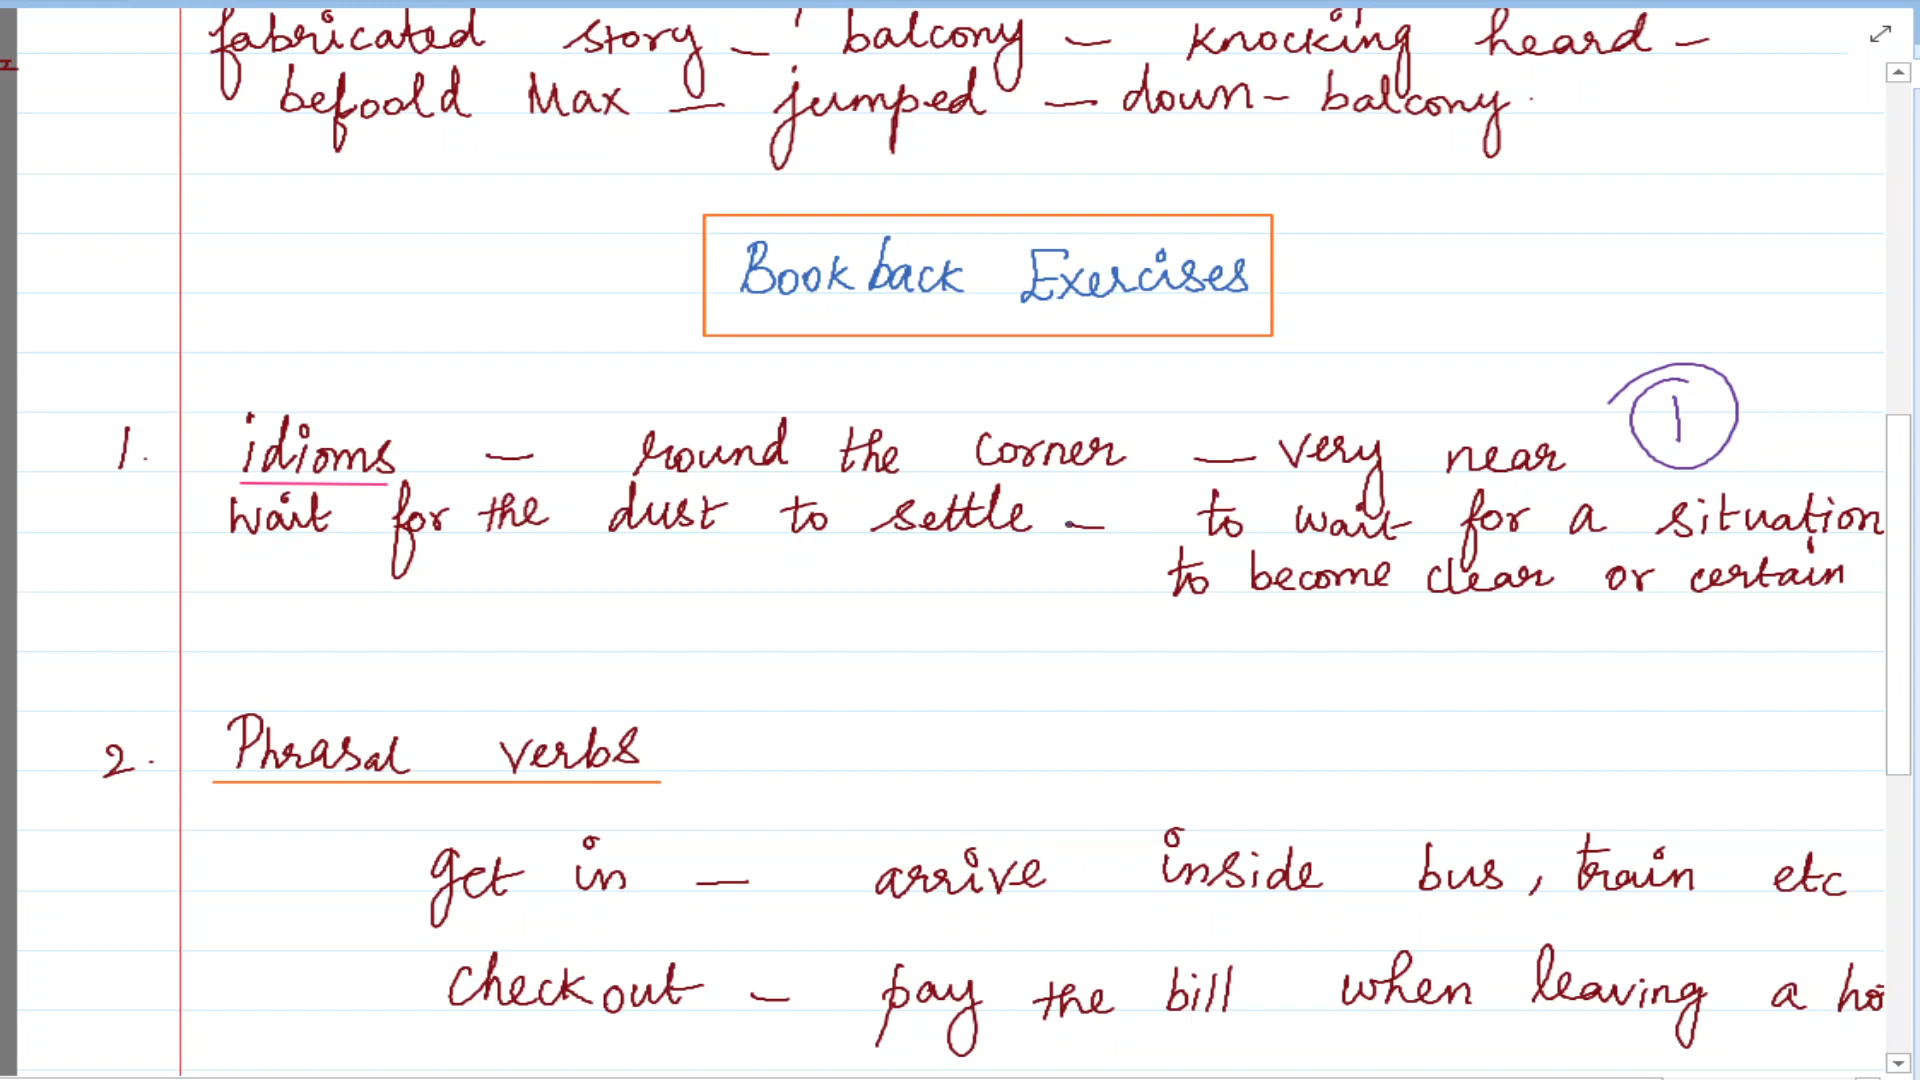 fabricated story - balcony - knocking heard -
befoold Max - jumped - down - balcony.
Book back Exercises
1
1. idioms - round the corner - very near
wait for the dust to settle - to wait for a situation
to become clear or certain
2. Phrasal verbs
get in - arrive inside bus, train etc
check out - pay the bill when leaving a ho